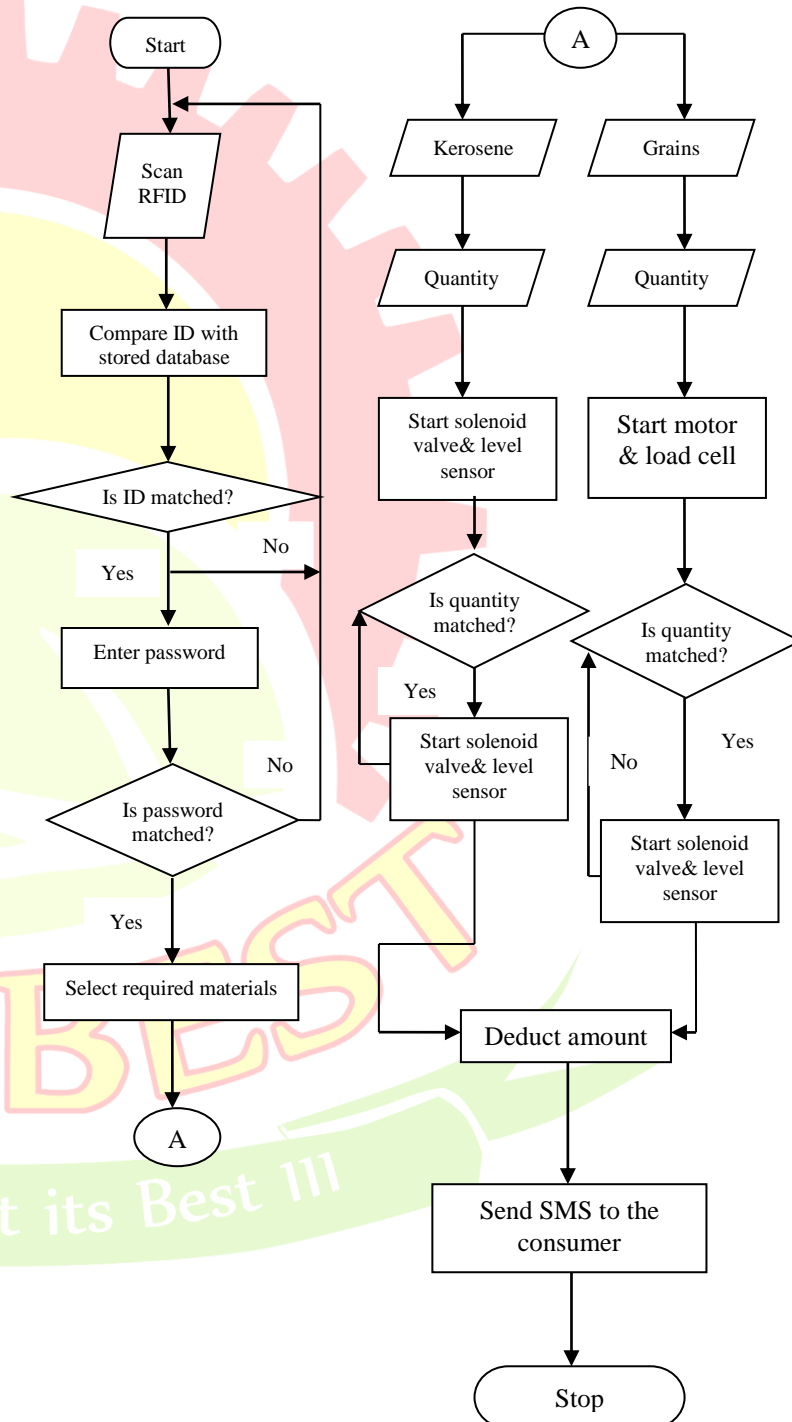 Start
Scan
RFID
Compare ID with
stored database
Is ID matched?
No
Yes
Enter password
No
Is password
matched?
Yes
Select required materials
A
A
Kerosene
Grains
Quantity
Quantity
Start solenoid
valve& level
sensor
Start motor
& load cell
Is quantity
matched?
Is quantity
matched?
Yes
Start solenoid
valve& level
sensor
No
Yes
Start solenoid
valve& level
sensor
Deduct amount
Send SMS to the
consumer
Stop
BEST
t its Best !!!